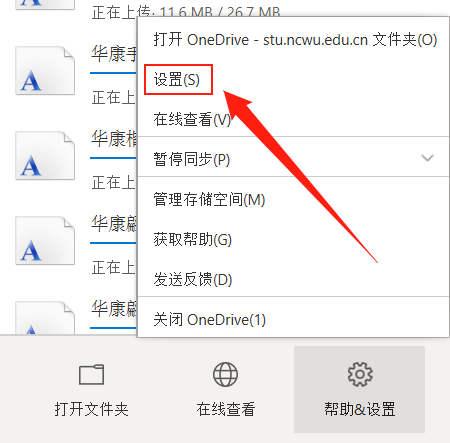 正在上传: 11.6 MB / 26.7 MB
华康手
正在上
华康楷
正在上
华康翩
正在上
华康翩
打开 OneDrive - stu.ncwu.edu.cn 文件夹(O)
设置(S)
在线查看(V)
暂停同步(P)
管理存储空间(M)
获取帮助(G)
发送反馈(D)
关闭 OneDrive(1)
打开文件夹
在线查看
帮助&设置